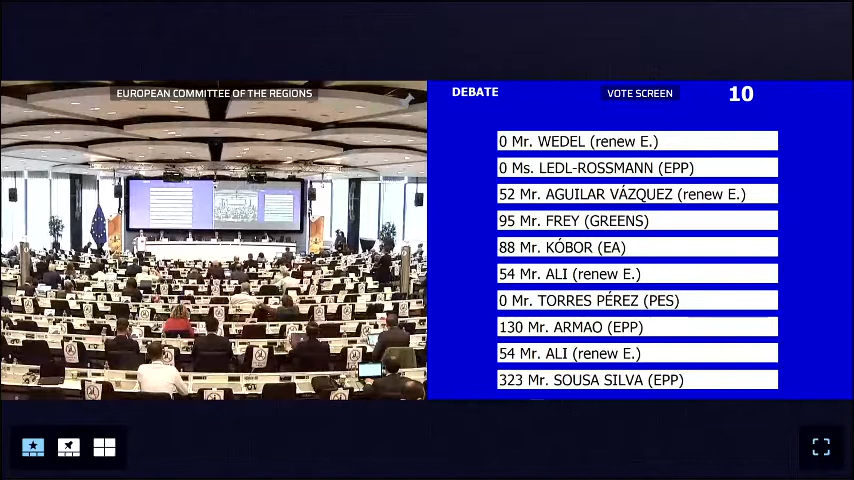 EUROPEAN COMMITTEE OF THE REGIONS
DEBATE
VOTE SCREEN
10
0 Mr. WEDEL (renew E.)
0 Ms. LEDL-ROSSMANN (EPP)
52 Mr. AGUILAR VÁZQUEZ (renew E.)
95 Mr. FREY (GREENS)
88 Mr. KÓBOR (EA)
54 Mr. ALI (renew E.)
0 Mr. TORRES PÉREZ (PES)
130 Mr. ARMAO (EPP)
54 Mr. ALI (renew E.)
323 Mr. SOUSA SILVA (EPP)